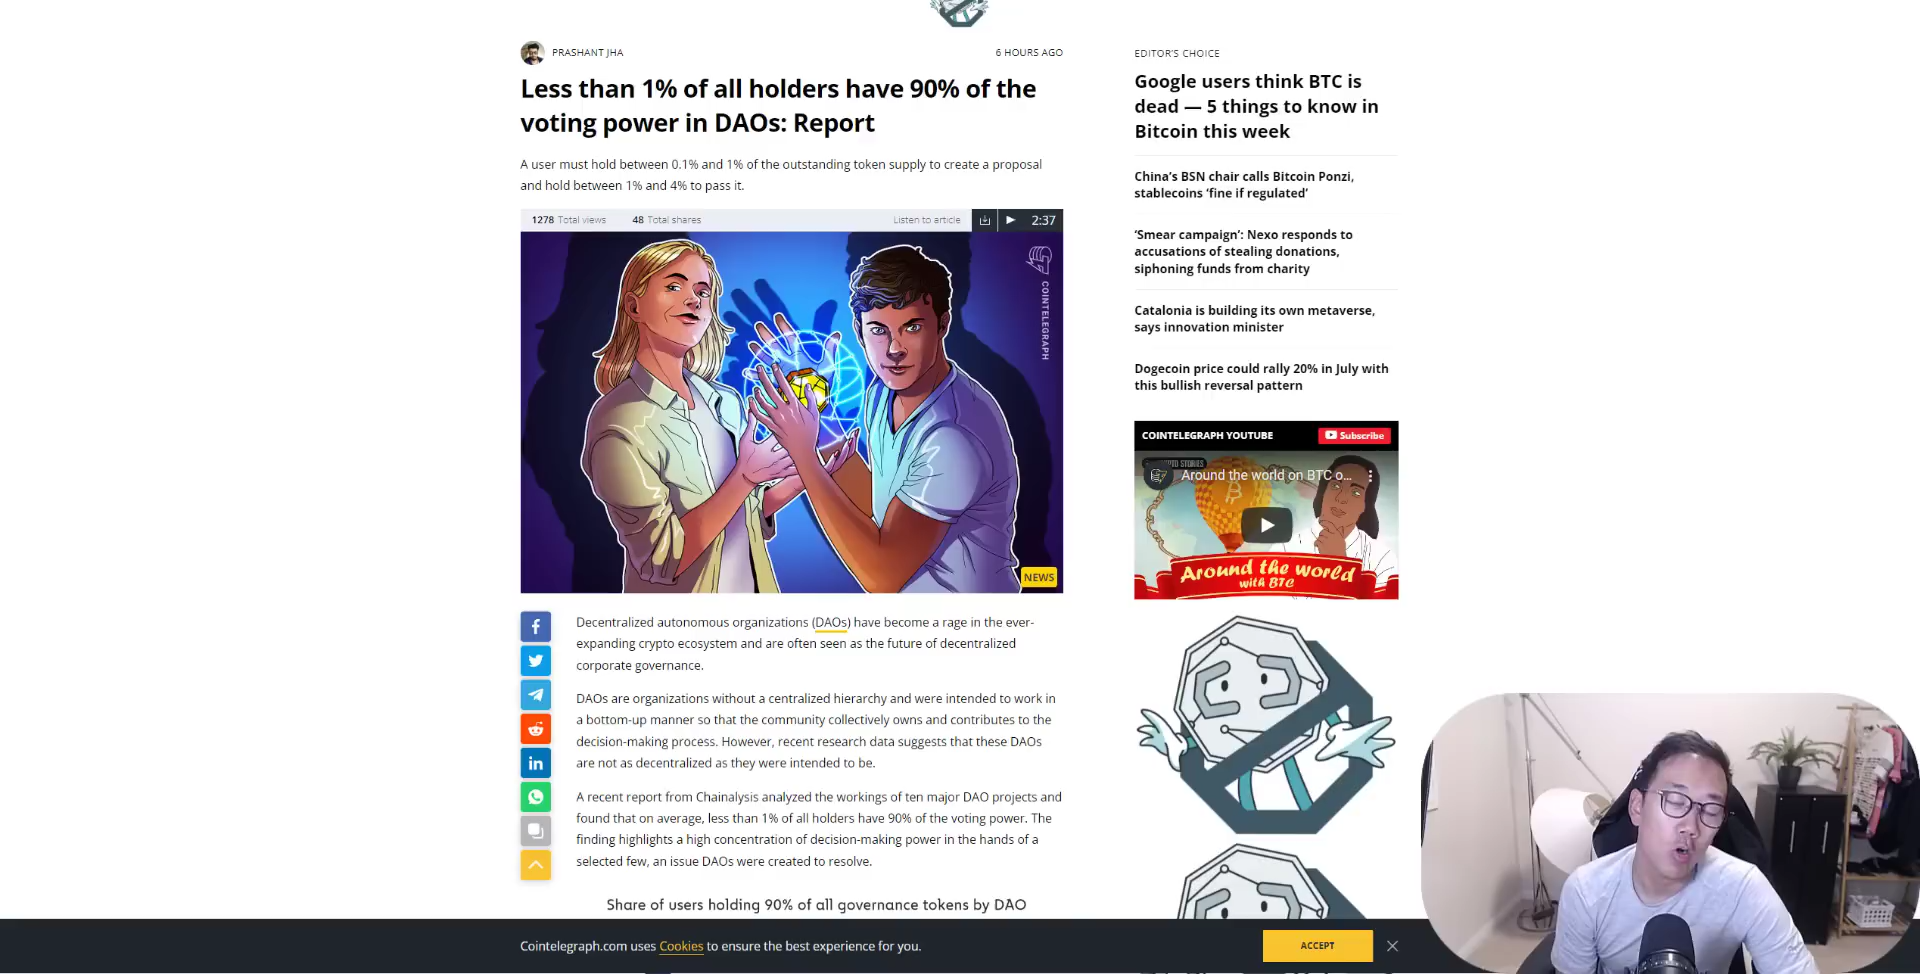 PRASHANT JHA
6 HOURS AGO
Less than 1% of all holders have 90% of the
voting power in DAOs: Report
A user must hold between 0.1% and 1% of the outstanding token supply to create a proposal
and hold between 1% and 4% to pass it.
1278 Total views 48 Total shares
Listen to article
2:37
COINTELEGRAPH
NEWS
Decentralized autonomous organizations (DAOs) have become a rage in the ever-
expanding crypto ecosystem and are often seen as the future of decentralized
corporate governance.
DAOs are organizations without a centralized hierarchy and were intended to work in
a bottom-up manner so that the community collectively owns and contributes to the
decision-making process. However, recent research data suggests that these DAOs
are not as decentralized as they were intended to be.
A recent report from Chainalysis analyzed the workings of ten major DAO projects and
found that on average, less than 1% of all holders have 90% of the voting power. The
finding highlights a high concentration of decision-making power in the hands of a
selected few, an issue DAOs were created to resolve.
Share of users holding 90% of all governance tokens by DAO
EDITOR'S CHOICE
Google users think BTC is
dead — 5 things to know in
Bitcoin this week
China's BSN chair calls Bitcoin Ponzi,
stablecoins 'fine if regulated'
'Smear campaign': Nexo responds to
accusations of stealing donations,
siphoning funds from charity
Catalonia is building its own metaverse,
says innovation minister
Dogecoin price could rally 20% in July with
this bullish reversal pattern
COINTELEGRAPH YOUTUBE
Subscribe
Around the world on BTC o...
Around the world
with BTC
Cointelegraph.com uses Cookies to ensure the best experience for you.
ACCEPT